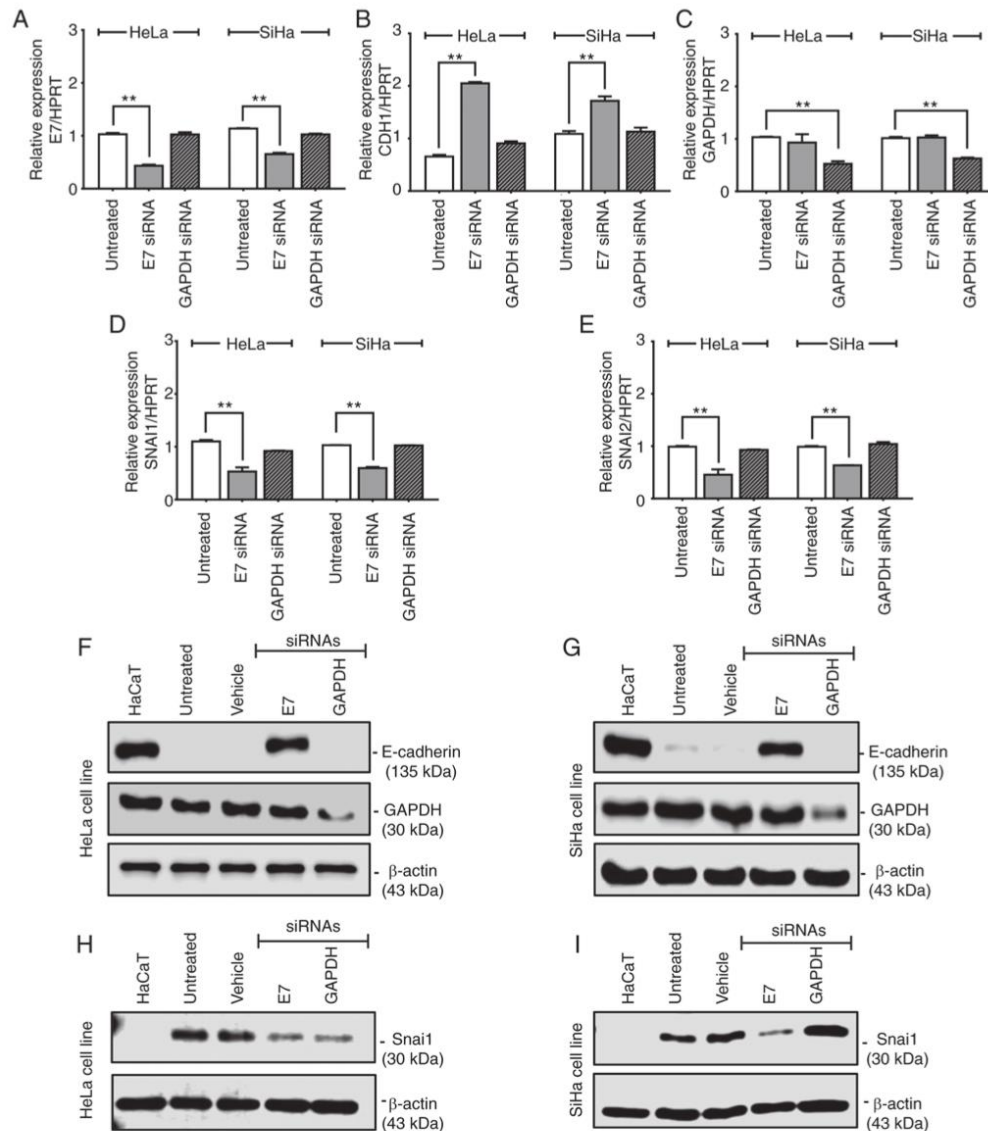 A
HeLa
SiHa
Relative expression
E7/HPRT
3
2
1
0
**
**
Untreated
E7 siRNA
GAPDH siRNA
Untreated
E7 siRNA
GAPDH siRNA
B
HeLa
SiHa
Relative expression
CDH1/HPRT
3
2
1
0
**
**
Untreated
E7 siRNA
GAPDH siRNA
Untreated
E7 siRNA
GAPDH siRNA
C
HeLa
SiHa
Relative expression
GAPDH/HPRT
3
2
1
0
**
**
Untreated
E7 siRNA
GAPDH siRNA
Untreated
E7 siRNA
GAPDH siRNA
D
HeLa
SiHa
Relative expression
SNAI1/HPRT
3
2
1
0
**
**
Untreated
E7 siRNA
GAPDH siRNA
Untreated
E7 siRNA
GAPDH siRNA
E
HeLa
SiHa
Relative expression
SNAI2/HPRT
3
2
1
0
**
**
Untreated
E7 siRNA
GAPDH siRNA
Untreated
E7 siRNA
GAPDH siRNA
F
siRNAs
HaCaT
Untreated
Vehicle
E7
GAPDH
HeLa cell line
- E-cadherin
(135 kDa)
- GAPDH
(30 kDa)
- β-actin
(43 kDa)
G
siRNAs
HaCaT
Untreated
Vehicle
E7
GAPDH
SiHa cell line
- E-cadherin
(135 kDa)
- GAPDH
(30 kDa)
- β-actin
(43 kDa)
H
siRNAs
HaCaT
Untreated
Vehicle
E7
GAPDH
HeLa cell line
- Snai1
(30 kDa)
- β-actin
(43 kDa)
I
siRNAs
HaCaT
Untreated
Vehicle
E7
GAPDH
SiHa cell line
- Snai1
(30 kDa)
- β-actin
(43 kDa)